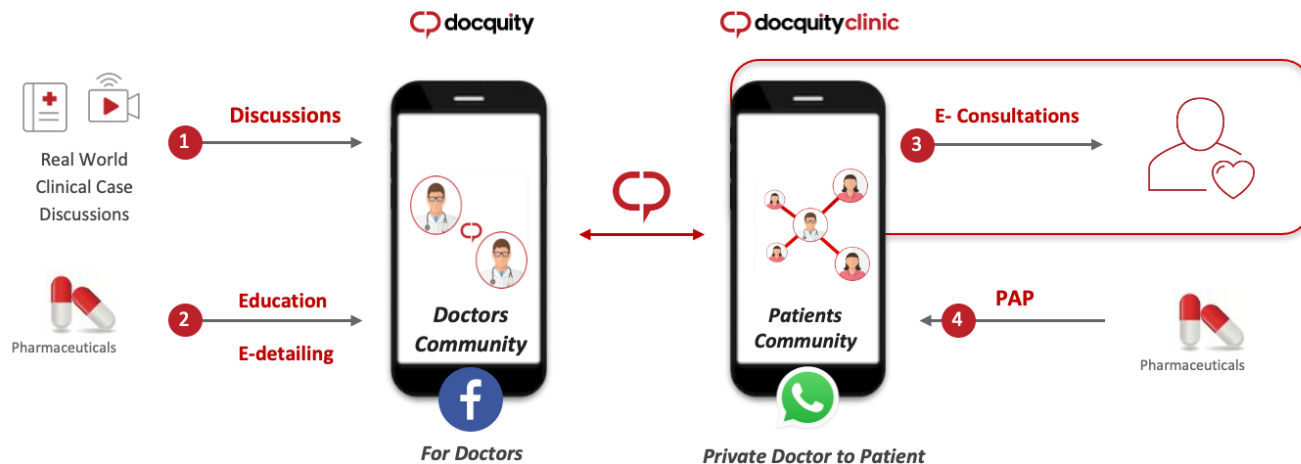 docquity
docquityclinic
1
Discussions
Real World
Clinical Case
Discussions
2
Education
E-detailing
Pharmaceuticals
Doctors
Community
f
For Doctors
3
E- Consultations
Patients
Community
Private Doctor to Patient
4
PAP
Pharmaceuticals